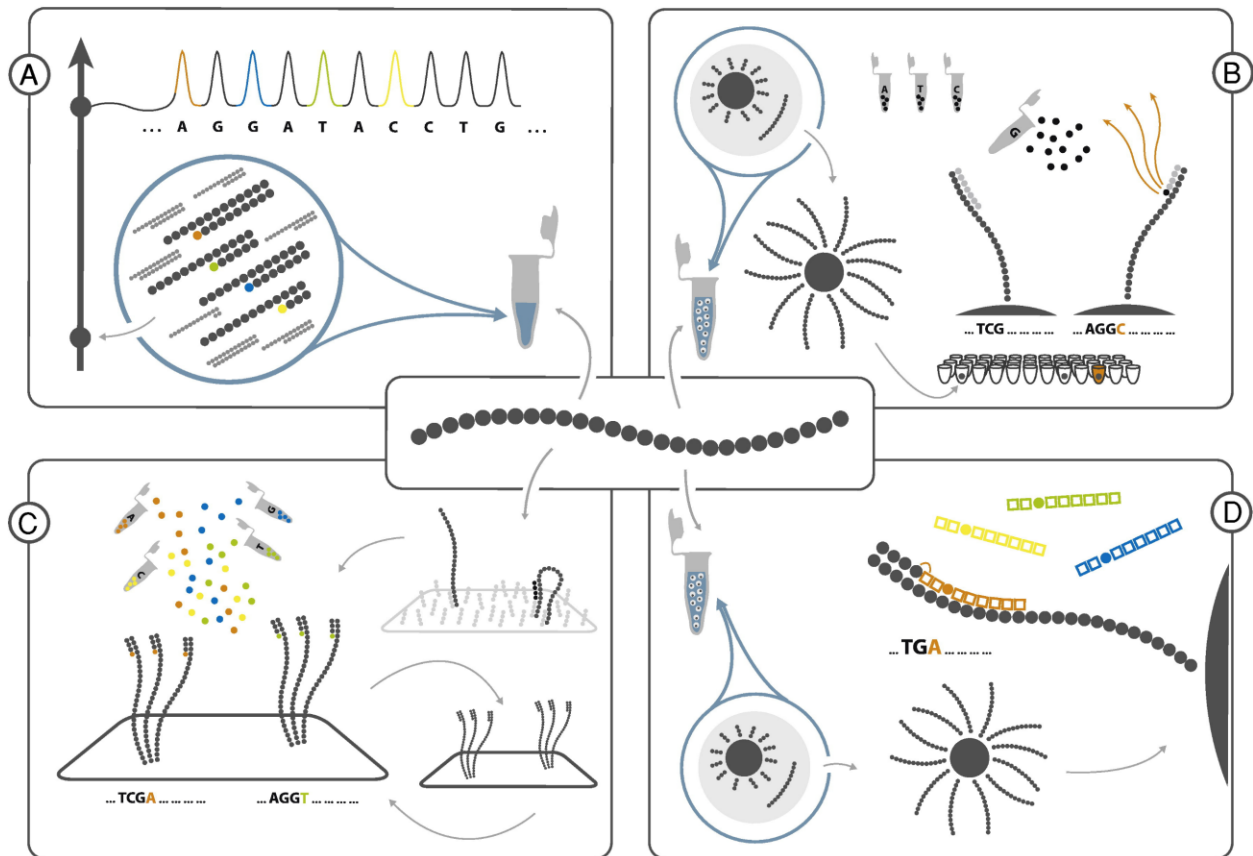 A
... A G G A T A C C T G ...
B
A T C
G
... TCG ... ... ... ...
... AGGC ... ... ... ...
C
A
G
T
C
...TCGA ... ... ... ...
...AGGT ... ... ... ...
D
... TGA ... ... ... ...